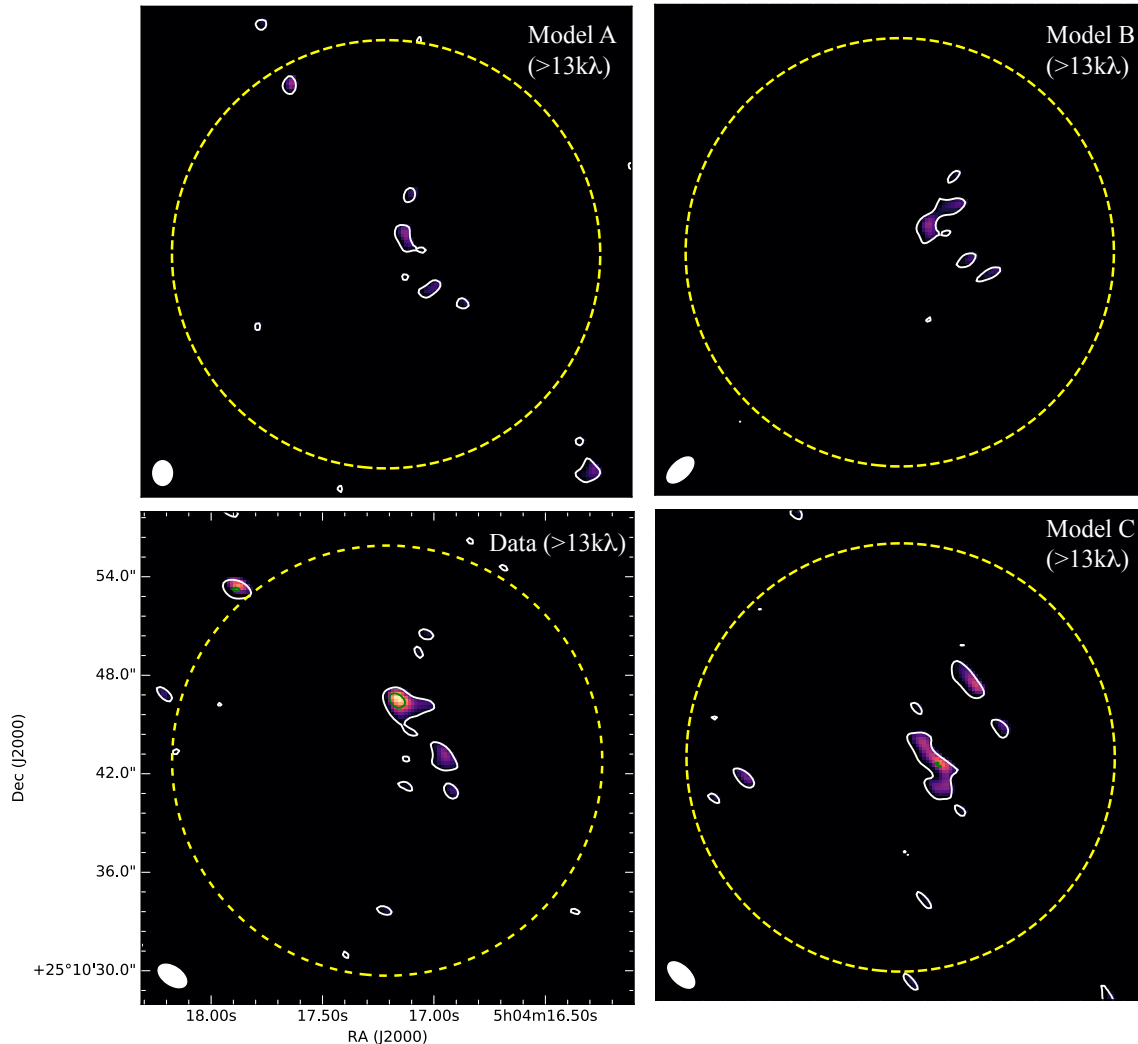 Model A
(>13kλ)
Model B
(>13kλ)
Data (>13kλ)
Model C
(>13kλ)
54.0"
48.0"
42.0"
36.0"
+25°10'30.0"
Dec (J2000)
18.00s 17.50s 17.00s 5h04m16.50s
RA (J2000)